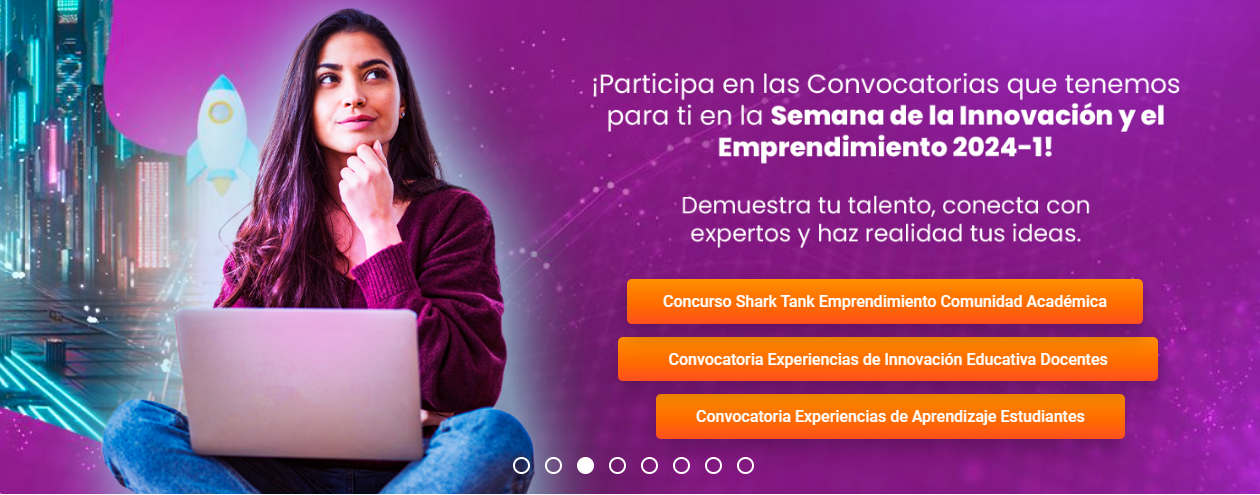 ¡Participa en las Convocatorias que tenemos
para ti en la Semana de la Innovación y el
Emprendimiento 2024-1!
Demuestra tu talento, conecta con
expertos y haz realidad tus ideas.
Concurso Shark Tank Emprendimiento Comunidad Académica
Convocatoria Experiencias de Innovación Educativa Docentes
Convocatoria Experiencias de Aprendizaje Estudiantes